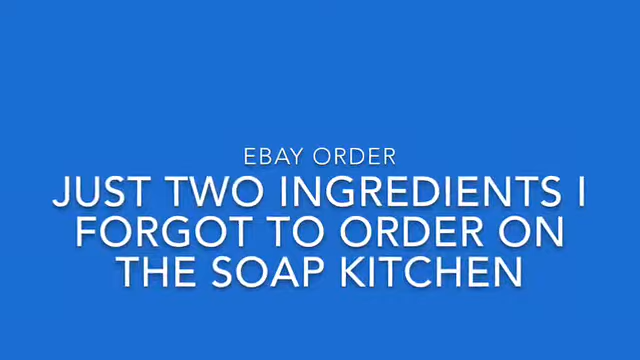 EBAY ORDER
JUST TWO INGREDIENTS I
FORGOT TO ORDER ON
THE SOAP KITCHEN